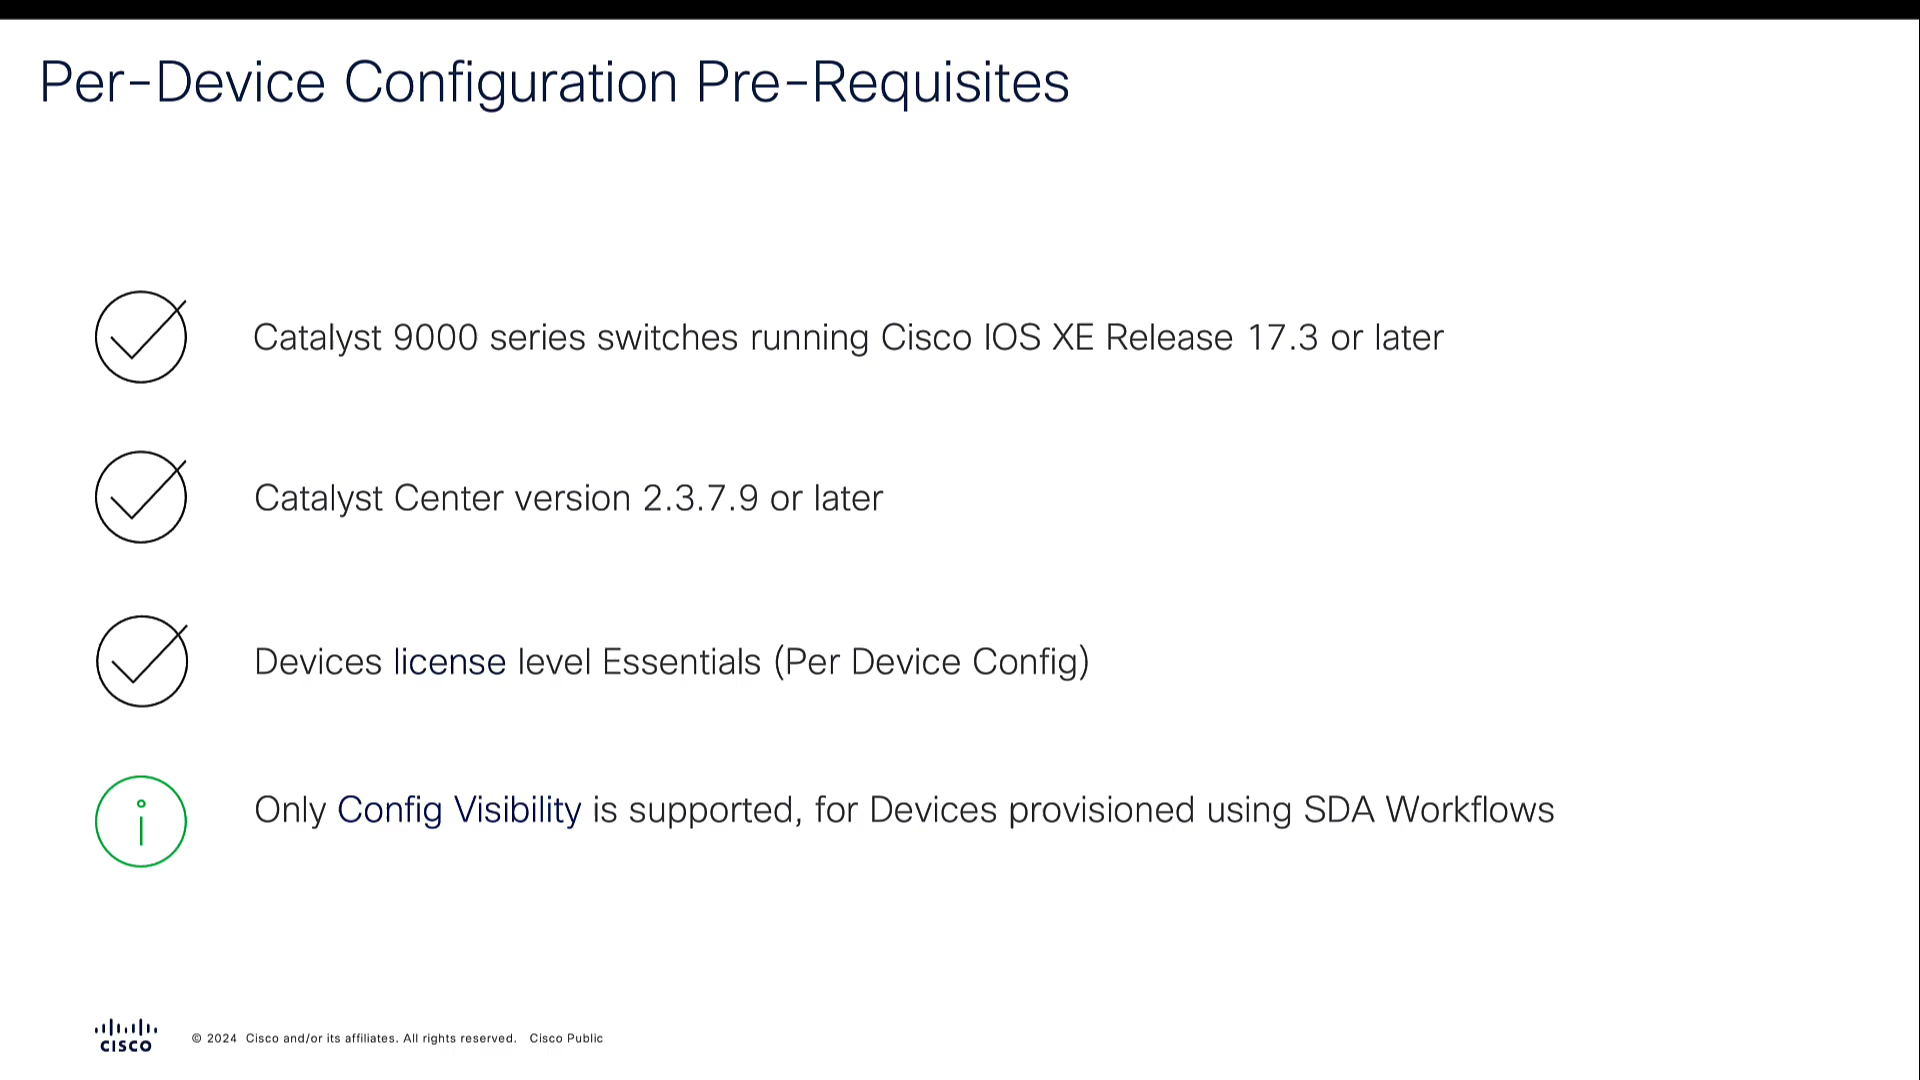 Per-Device Configuration Pre-Requisites
Catalyst 9000 series switches running Cisco IOS XE Release 17.3 or later
Catalyst Center version 2.3.7.9 or later
Devices license level Essentials (Per Device Config)
Only Config Visibility is supported, for Devices provisioned using SDA Workflows
CISCO © 2024 Cisco and/or its affiliates. All rights reserved. Cisco Public